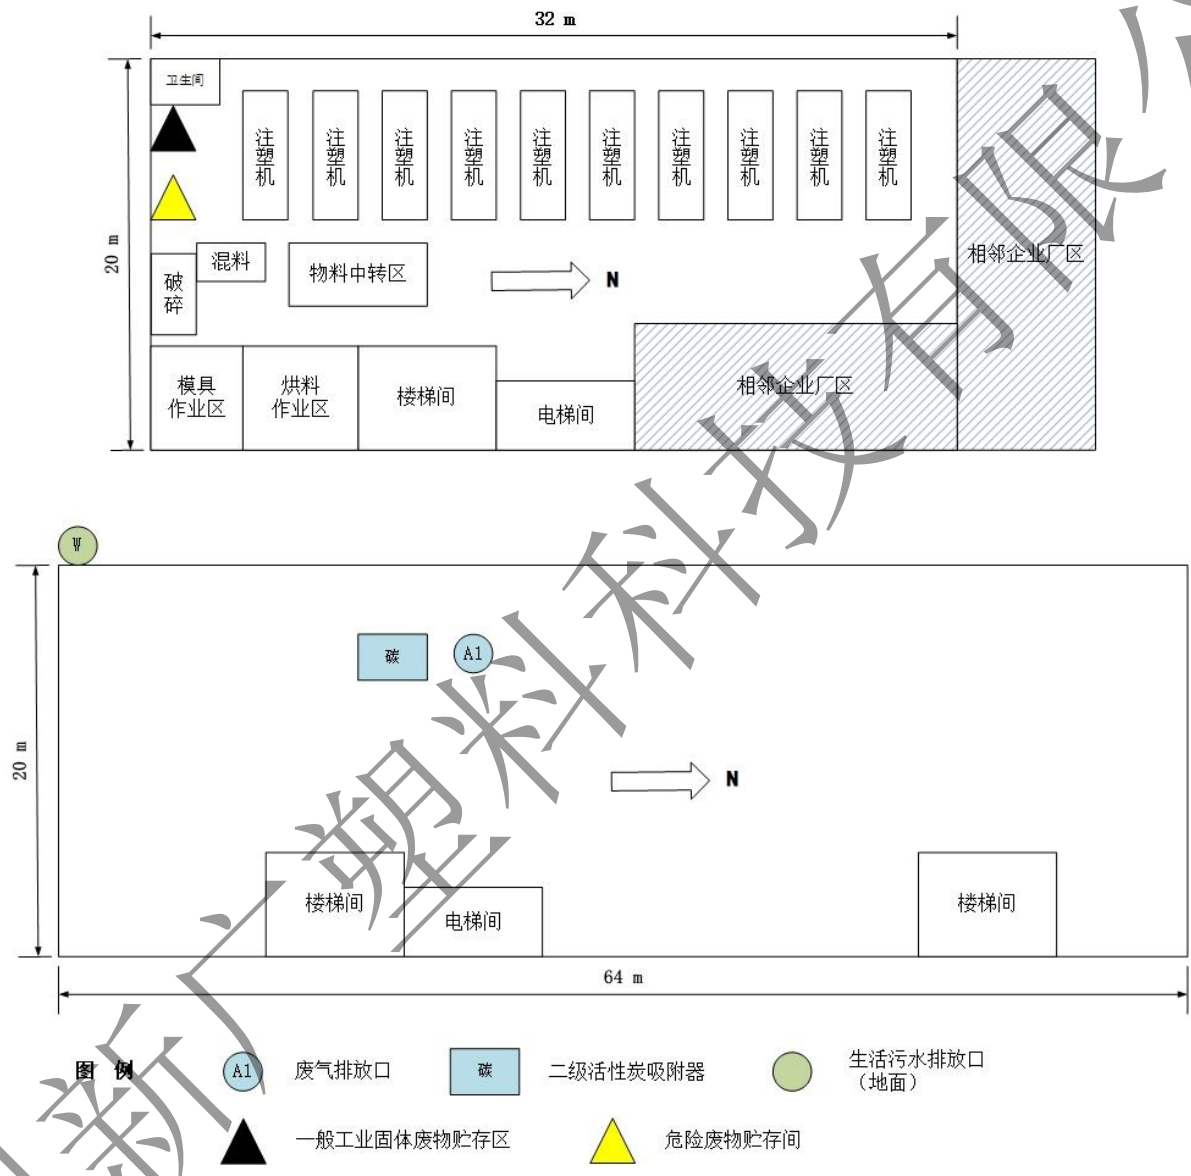 32 m
卫生间
注塑机
注塑机
注塑机
注塑机
注塑机
注塑机
注塑机
注塑机
注塑机
注塑机
20 m
混料
破碎
物料中转区
N
相邻企业厂区
模具
作业区
烘料
作业区
楼梯间
电梯间
相邻企业厂区
W
碳
A1
20 m
N
楼梯间
电梯间
楼梯间
64 m
图 例
A1
废气排放口
碳
二级活性炭吸附器
生活污水排放口
（地面）
一般工业固体废物贮存区
危险废物贮存间
新广塑料科技有限公